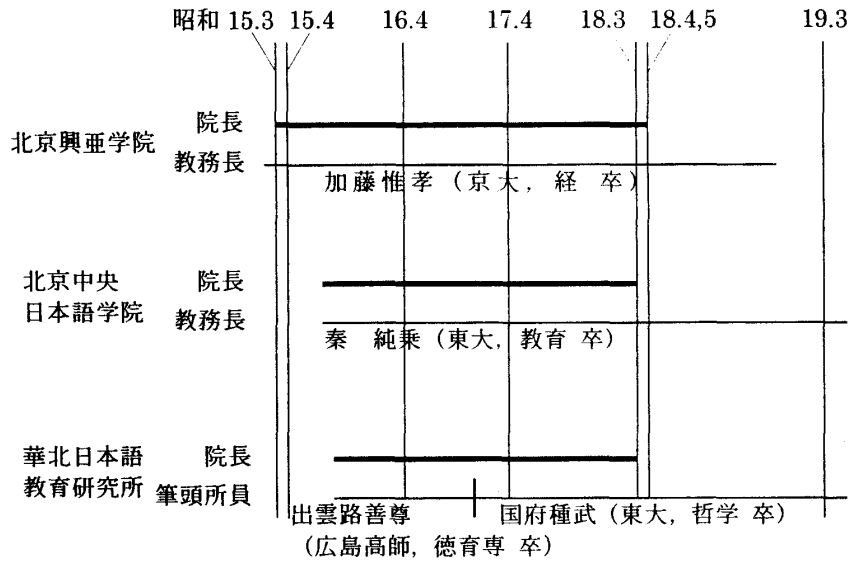 昭和 15.3 15.4 16.4 17.4 18.3 18.4,5 19.3
北京興亜学院
院長
教務長
加藤惟孝（京大，経 卒）
北京中央
日本語学院
院長
教務長
秦 純乗（東大，教育 卒）
華北日本語
教育研究所
院長
筆頭所員
出雲路善尊
（広島高師，徳育専 卒）
国府種武（東大，哲学 卒）